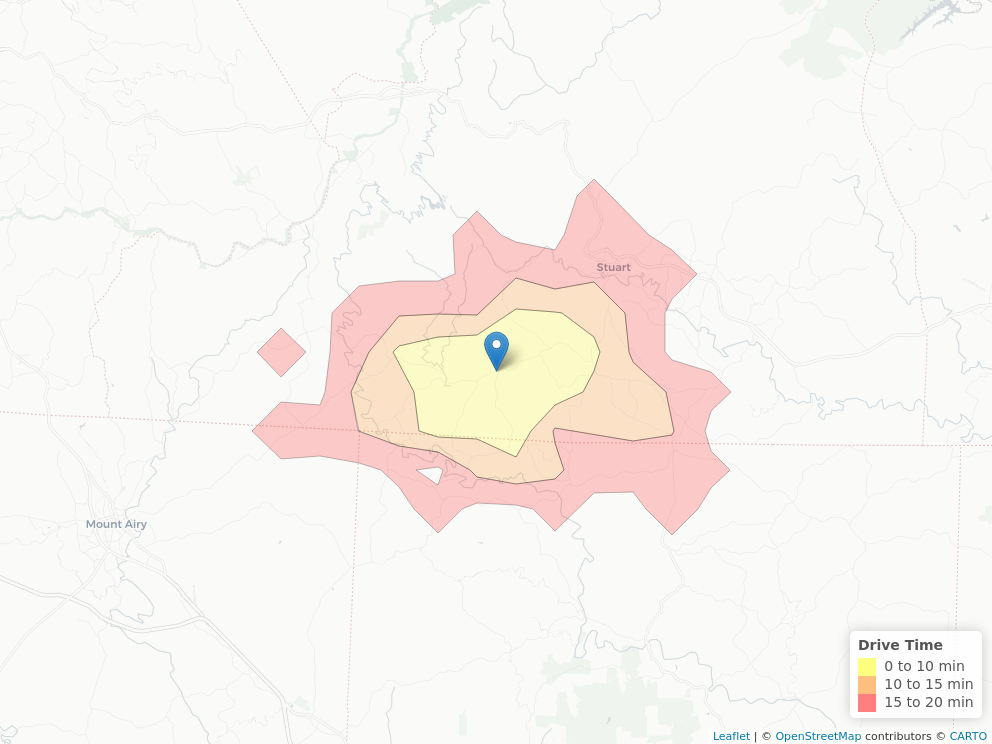 Stuart
Mount Airy
Drive Time
0 to 10 min
10 to 15 min
15 to 20 min
Leaflet | © OpenStreetMap contributors © CARTO